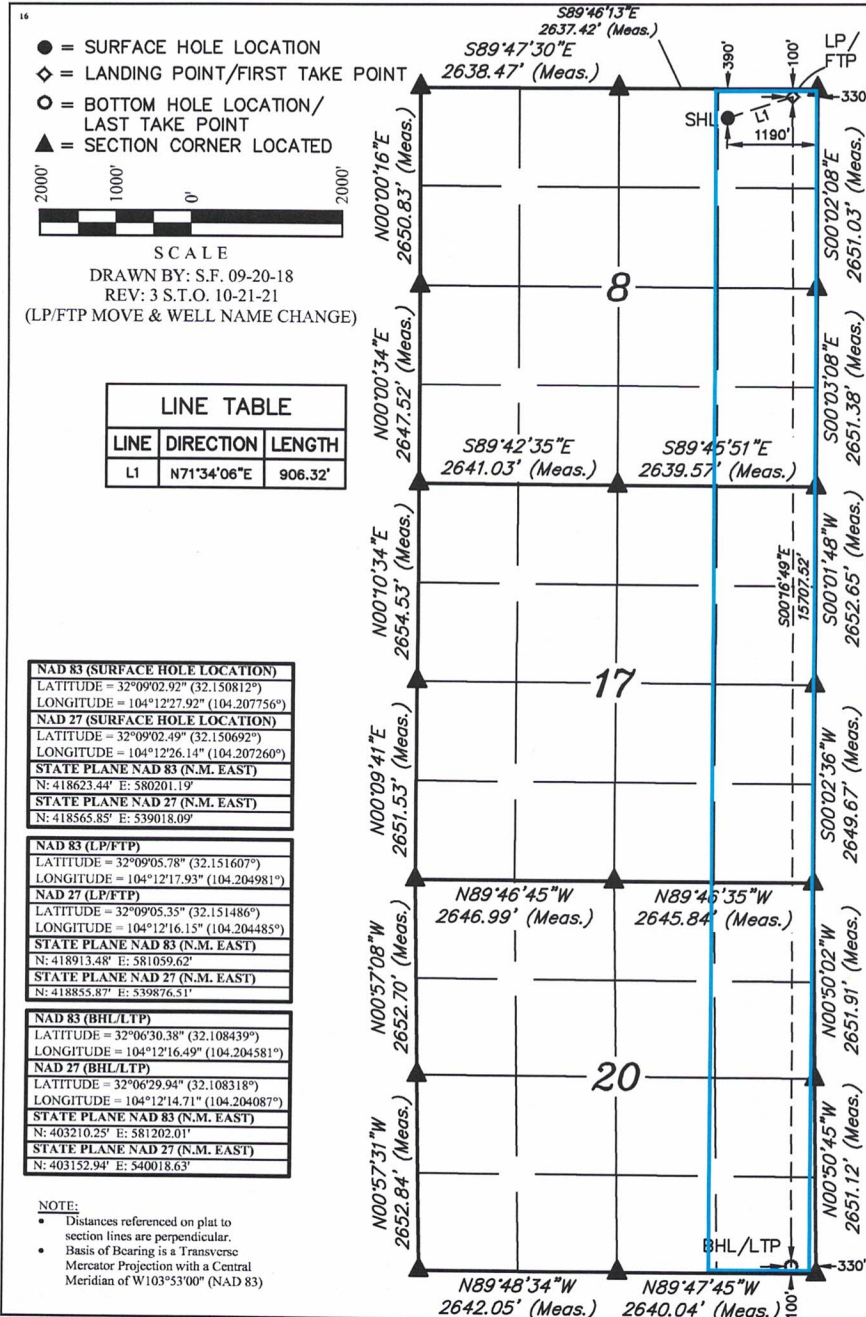 16
● = SURFACE HOLE LOCATION
◇ = LANDING POINT/FIRST TAKE POINT
○ = BOTTOM HOLE LOCATION/
LAST TAKE POINT
▲ = SECTION CORNER LOCATED
2000'
1000'
0'
2000'
SCALE
DRAWN BY: S.F. 09-20-18
REV: 3 S.T.O. 10-21-21
(LP/FTP MOVE & WELL NAME CHANGE)
LINE TABLE
LINE DIRECTION LENGTH
L1 N71°34'06"E 906.32'
NAD 83 (SURFACE HOLE LOCATION)
LATITUDE = 32°09'02.92" (32.150812°)
LONGITUDE = 104°12'27.92" (104.207756°)
NAD 27 (SURFACE HOLE LOCATION)
LATITUDE = 32°09'02.49" (32.150692°)
LONGITUDE = 104°12'26.14" (104.207260°)
STATE PLANE NAD 83 (N.M. EAST)
N: 418623.44' E: 580201.19'
STATE PLANE NAD 27 (N.M. EAST)
N: 418565.85' E: 539018.09'
NAD 83 (LP/FTP)
LATITUDE = 32°09'05.78" (32.151607°)
LONGITUDE = 104°12'17.93" (104.204981°)
NAD 27 (LP/FTP)
LATITUDE = 32°09'05.35" (32.151486°)
LONGITUDE = 104°12'16.15" (104.204485°)
STATE PLANE NAD 83 (N.M. EAST)
N: 418913.48' E: 581059.62'
STATE PLANE NAD 27 (N.M. EAST)
N: 418855.87' E: 539876.51'
NAD 83 (BHL/LTP)
LATITUDE = 32°06'30.38" (32.108439°)
LONGITUDE = 104°12'16.49" (104.204581°)
NAD 27 (BHL/LTP)
LATITUDE = 32°06'29.94" (32.108318°)
LONGITUDE = 104°12'14.71" (104.204087°)
STATE PLANE NAD 83 (N.M. EAST)
N: 403210.25' E: 581202.01'
STATE PLANE NAD 27 (N.M. EAST)
N: 403152.94' E: 540018.63'
NOTE:
• Distances referenced on plat to
section lines are perpendicular.
• Basis of Bearing is a Transverse
Mercator Projection with a Central
Meridian of W103°53'00" (NAD 83)
S89°46'13"E
2637.42' (Meas.)
S89°47'30"E
2638.47' (Meas.)
390'
100'
LP/
FTP
330'
SHL
L1
1190'
N00°00'16"E
2650.83' (Meas.)
S00°02'08"E
2651.03' (Meas.)
8
N00°00'34"E
2647.52' (Meas.)
S00°03'08"E
2651.38' (Meas.)
S89°42'35"E
2641.03' (Meas.)
S89°45'51"E
2639.57' (Meas.)
N00°10'34"E
2654.53' (Meas.)
S00°16'49"E
15707.52'
S00°01'48"W
2652.65' (Meas.)
17
N00°09'41"E
2651.53' (Meas.)
S00°02'36"W
2649.67' (Meas.)
N89°46'45"W
2646.99' (Meas.)
N89°46'35"W
2645.84' (Meas.)
N00°57'08"W
2652.70' (Meas.)
N00°50'02"W
2651.91' (Meas.)
20
N00°57'31"W
2652.84' (Meas.)
N00°50'45"W
2651.12' (Meas.)
BHL/LTP
330'
100'
N89°48'34"W
2642.05' (Meas.)
N89°47'45"W
2640.04' (Meas.)